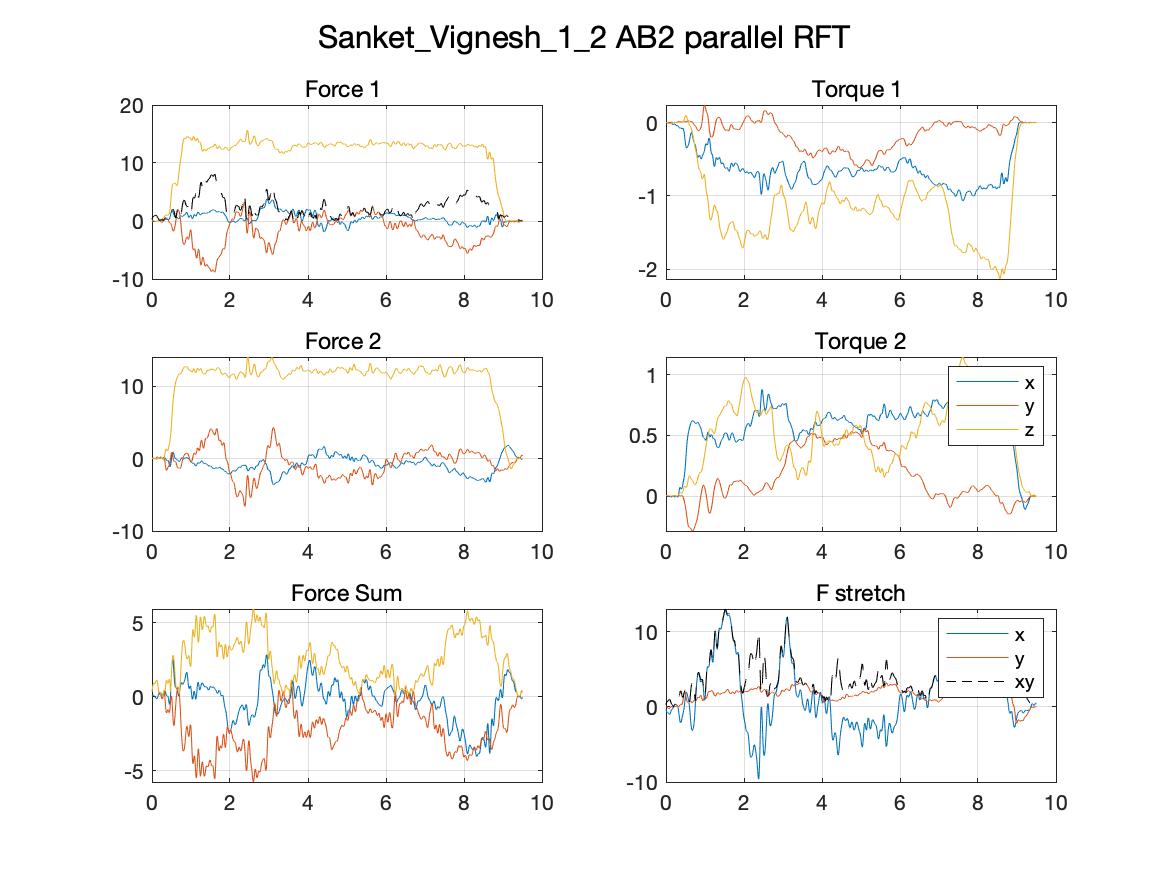 Sanket_Vignesh_1_2 AB2 parallel RFT
Force 1
20
10
0
-10
0 2 4 6 8 10
Torque 1
0
-1
-2
0 2 4 6 8 10
Force 2
10
0
-10
0 2 4 6 8 10
Torque 2
1
0.5
0
x
y
z
0 2 4 6 8 10
Force Sum
5
0
-5
0 2 4 6 8 10
F stretch
10
0
-10
x
y
xy
0 2 4 6 8 10